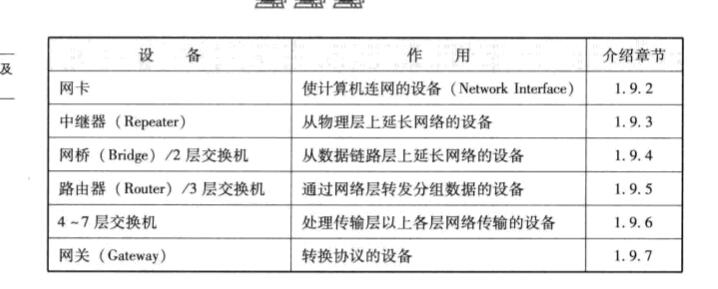 及
设 备 作 用 介绍章节
网卡 使计算机连网的设备（Network Interface） 1.9.2
中继器（Repeater） 从物理层上延长网络的设备 1.9.3
网桥（Bridge）/2层交换机 从数据链路层上延长网络的设备 1.9.4
路由器（Router）/3层交换机 通过网络层转发分组数据的设备 1.9.5
4~7层交换机 处理传输层以上各层网络传输的设备 1.9.6
网关（Gateway） 转换协议的设备 1.9.7